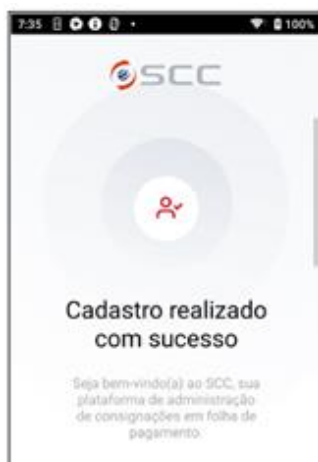 7:35 100%
SCC
Cadastro realizado
com sucesso
Seja bem-vindo(a) ao SCC, sua
plataforma de administração
de consignações em folha de
pagamento.